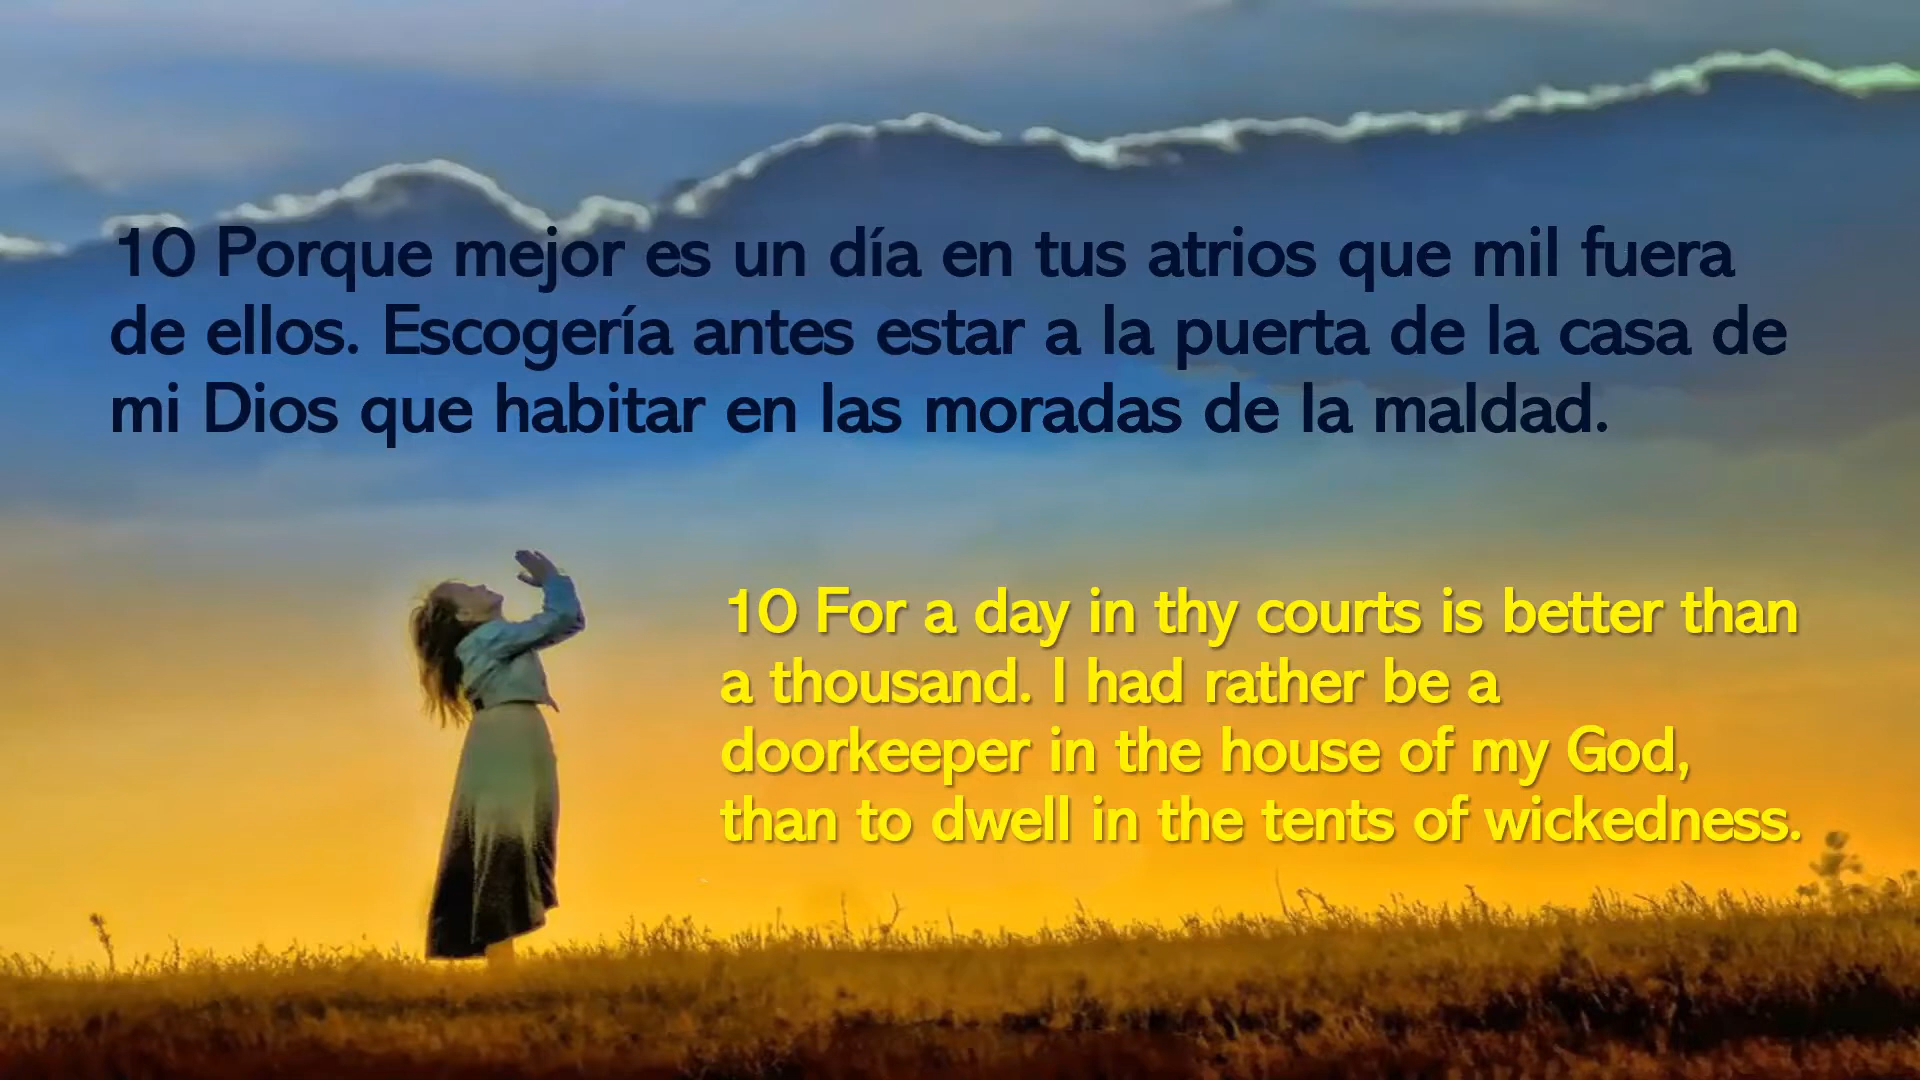 10 Porque mejor es un día en tus atrios que mil fuera
de ellos. Escogería antes estar a la puerta de la casa de
mi Dios que habitar en las moradas de la maldad.
10 For a day in thy courts is better than
a thousand. I had rather be a
doorkeeper in the house of my God,
than to dwell in the tents of wickedness.